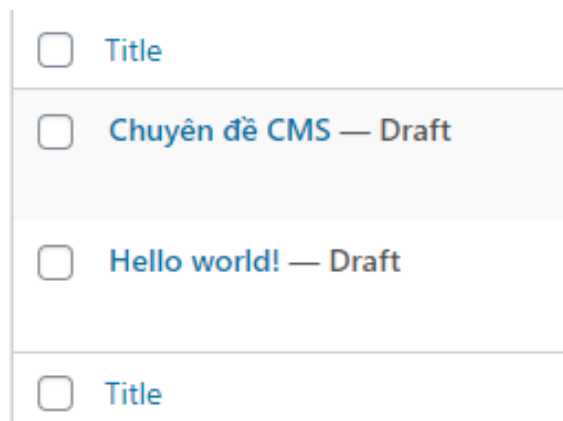 Title
Chuyên đề CMS — Draft
Hello world! — Draft
Title